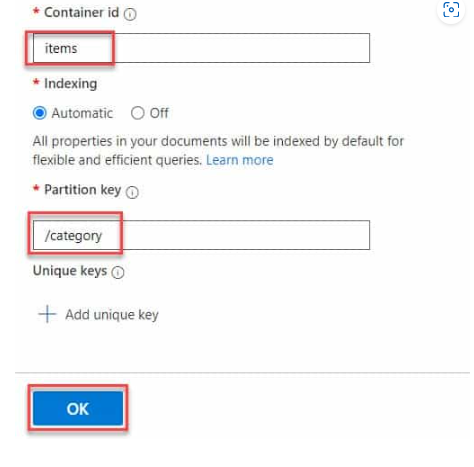 * Container id
items
* Indexing
Automatic Off
All properties in your documents will be indexed by default for
flexible and efficient queries. Learn more
* Partition key
/category
Unique keys
+ Add unique key
OK